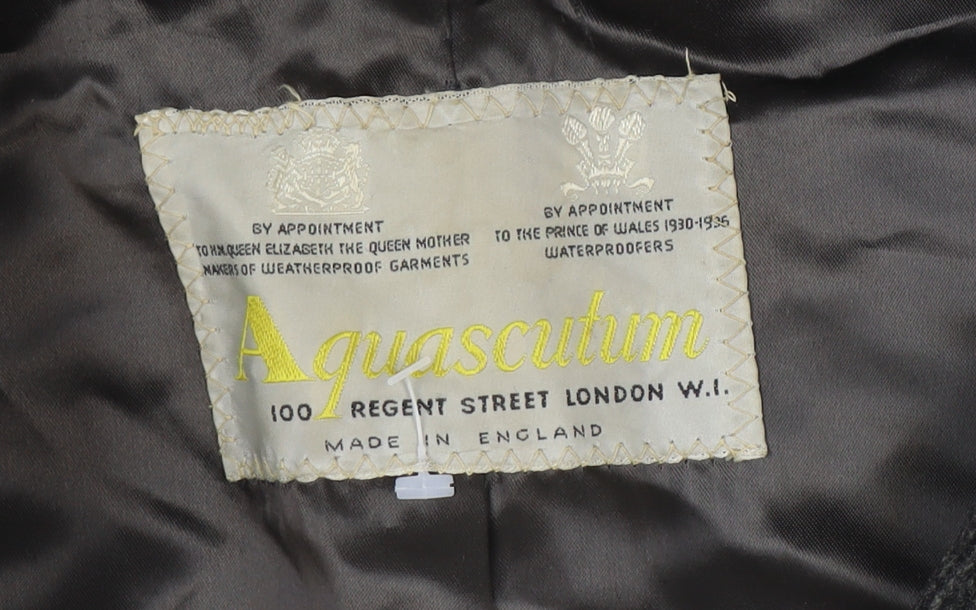 BY APPOINTMENT
TO H.M. QUEEN ELIZABETH THE QUEEN MOTHER
MAKERS OF WEATHERPROOF GARMENTS
BY APPOINTMENT
TO THE PRINCE OF WALES 1930-1935
WATERPROOFERS
Aquascutum
100 REGENT STREET LONDON W.I.
MADE IN ENGLAND